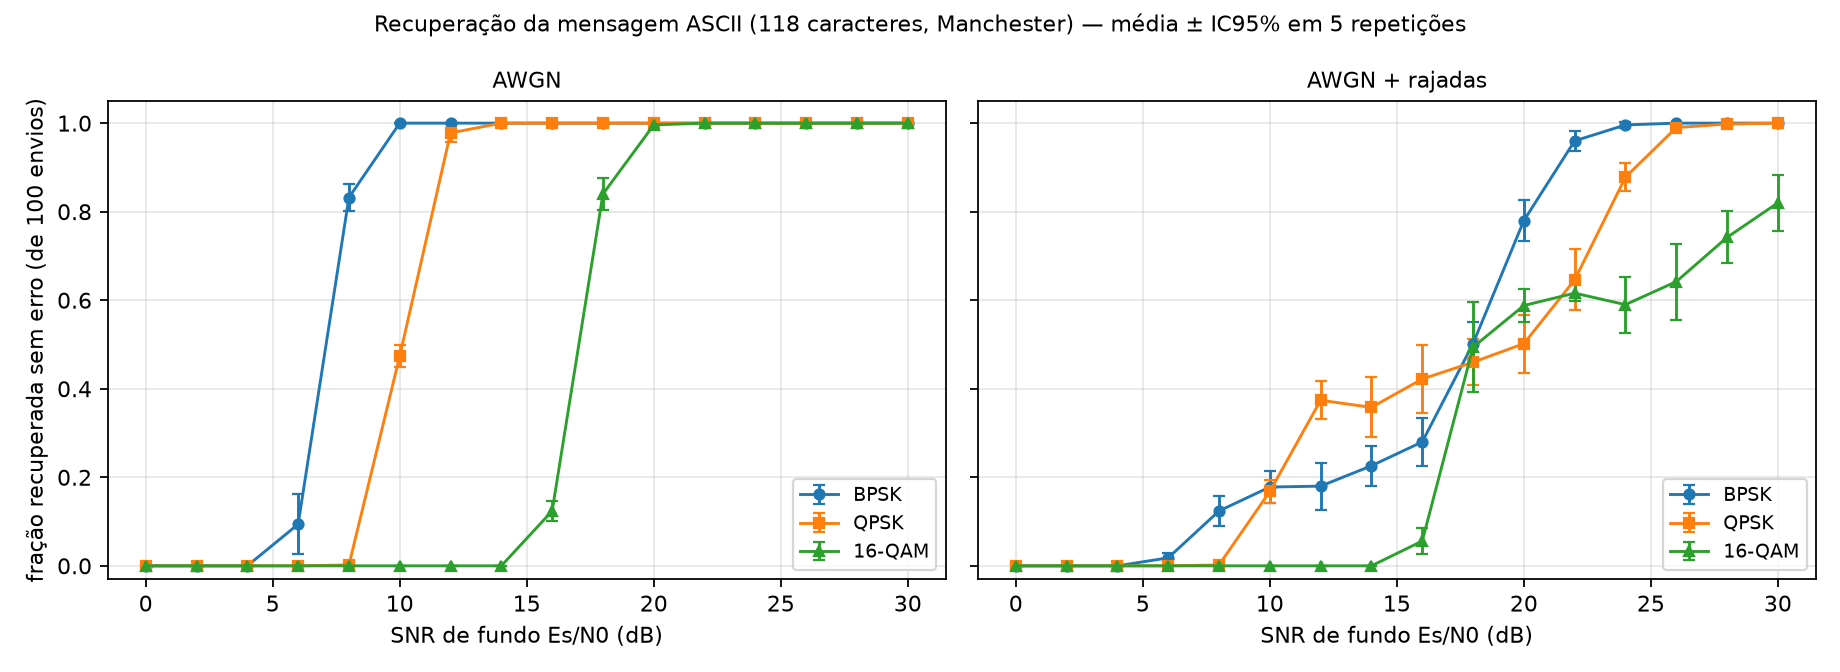 Recuperação da mensagem ASCII (118 caracteres, Manchester) — média ± IC95% em 5 repetições
AWGN
fração recuperada sem erro (de 100 envios)
1.0
0.8
0.6
0.4
0.2
0.0
BPSK
QPSK
16-QAM
0 5 10 15 20 25 30
SNR de fundo Es/N0 (dB)
AWGN + rajadas
BPSK
QPSK
16-QAM
0 5 10 15 20 25 30
SNR de fundo Es/N0 (dB)